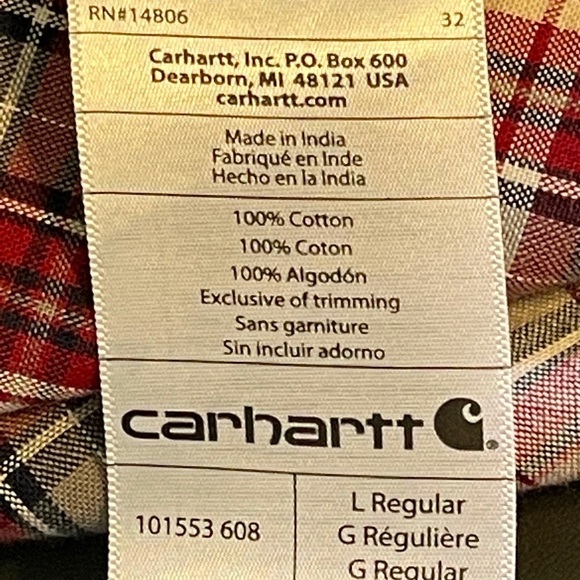 RN#14806 32
Carhartt, Inc. P.O. Box 600
Dearborn, MI 48121 USA
carhartt.com
Made in India
Fabriqué en Inde
Hecho en la India
100% Cotton
100% Coton
100% Algodón
Exclusive of trimming
Sans garniture
Sin incluir adorno
carhartt
101553 608
L Regular
G Régulière
G Regular